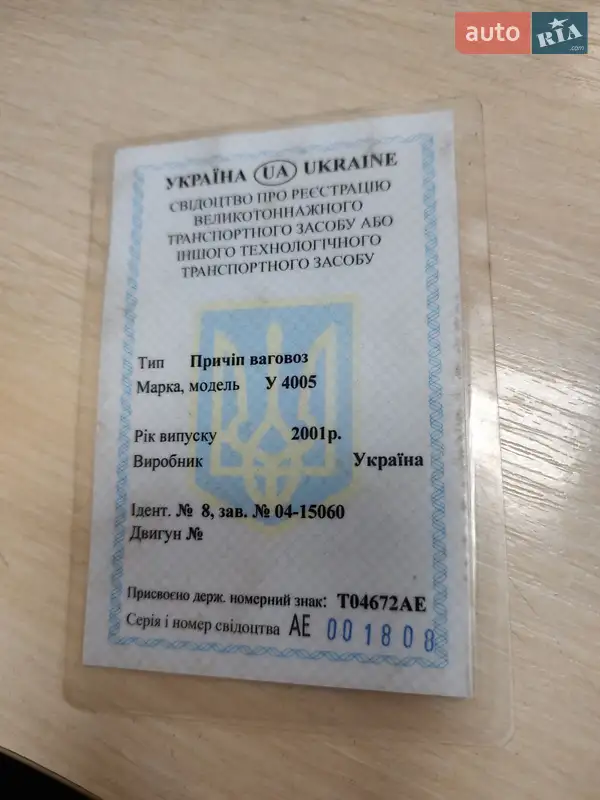 auto RIA .com
УКРАЇНА UA UKRAINE
СВІДОЦТВО ПРО РЕЄСТРАЦІЮ
ВЕЛИКОТОННАЖНОГО
ТРАНСПОРТНОГО ЗАСОБУ АБО
ІНШОГО ТЕХНОЛОГІЧНОГО
ТРАНСПОРТНОГО ЗАСОБУ
Тип Причіп ваговоз
Марка, модель У 4005
Рік випуску 2001р.
Виробник Україна
Ідент. № 8, зав. № 04-15060
Двигун №
Присвоєно держ. номерний знак: Т04672АЕ
Серія і номер свідоцтва АЕ 001808